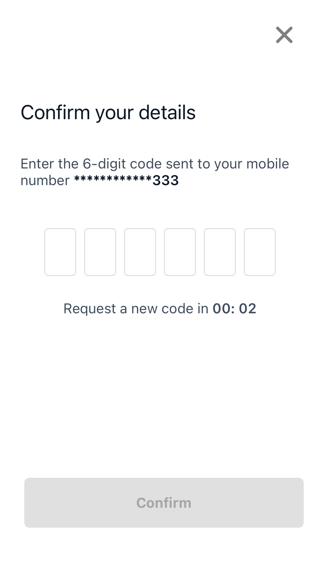 Confirm your details
Enter the 6-digit code sent to your mobile
number ************333
Request a new code in 00: 02
Confirm